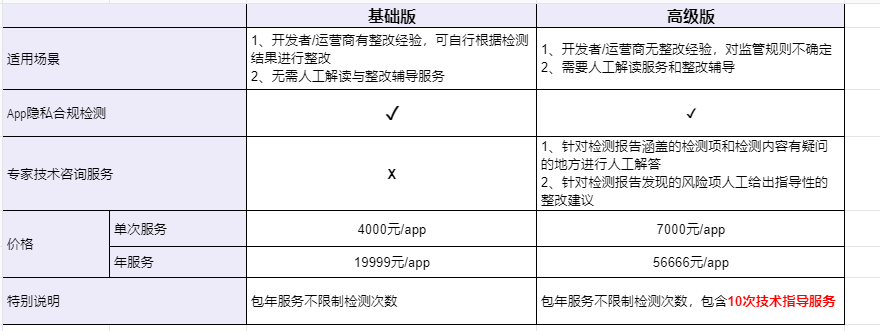 基础版 高级版
适用场景
1、开发者/运营商有整改经验，可自行根据检测
结果进行整改
2、无需人工解读与整改辅导服务
1、开发者/运营商无整改经验，对监管规则不确定
2、需要人工解读服务和整改辅导
App隐私合规检测 ✓ ✓
专家技术咨询服务 X
1、针对检测报告涵盖的检测项和检测内容有疑问
的地方进行人工解答
2、针对检测报告发现的风险项人工给出指导性的
整改建议
价格
单次服务 4000元/app 7000元/app
年服务 19999元/app 56666元/app
特别说明 包年服务不限制检测次数 包年服务不限制检测次数，包含10次技术指导服务